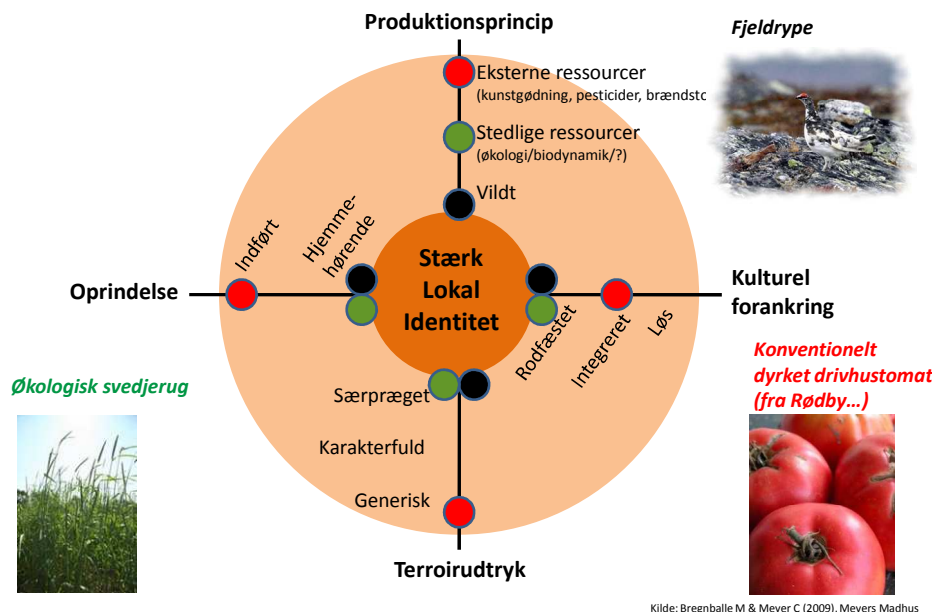 Produktionsprincip
Fjeldrype
Eksterne ressourcer
(kunstgødning, pesticider, brændsto
Stedlige ressourcer
(økologi/biodynamik/?)
Vildt
Indført
Hjemme-
hørende
Stærk
Lokal
Identitet
Oprindelse
Kulturel
forankring
Rodfæstet
Integreret
Løs
Økologisk svedjerug
Særpræget
Karakterfuld
Generisk
Terroirudtryk
Konventionelt
dyrket drivhustomat
(fra Rødby...)
Kilde: Bregnballe M & Meyer C (2009). Meyers Madhus